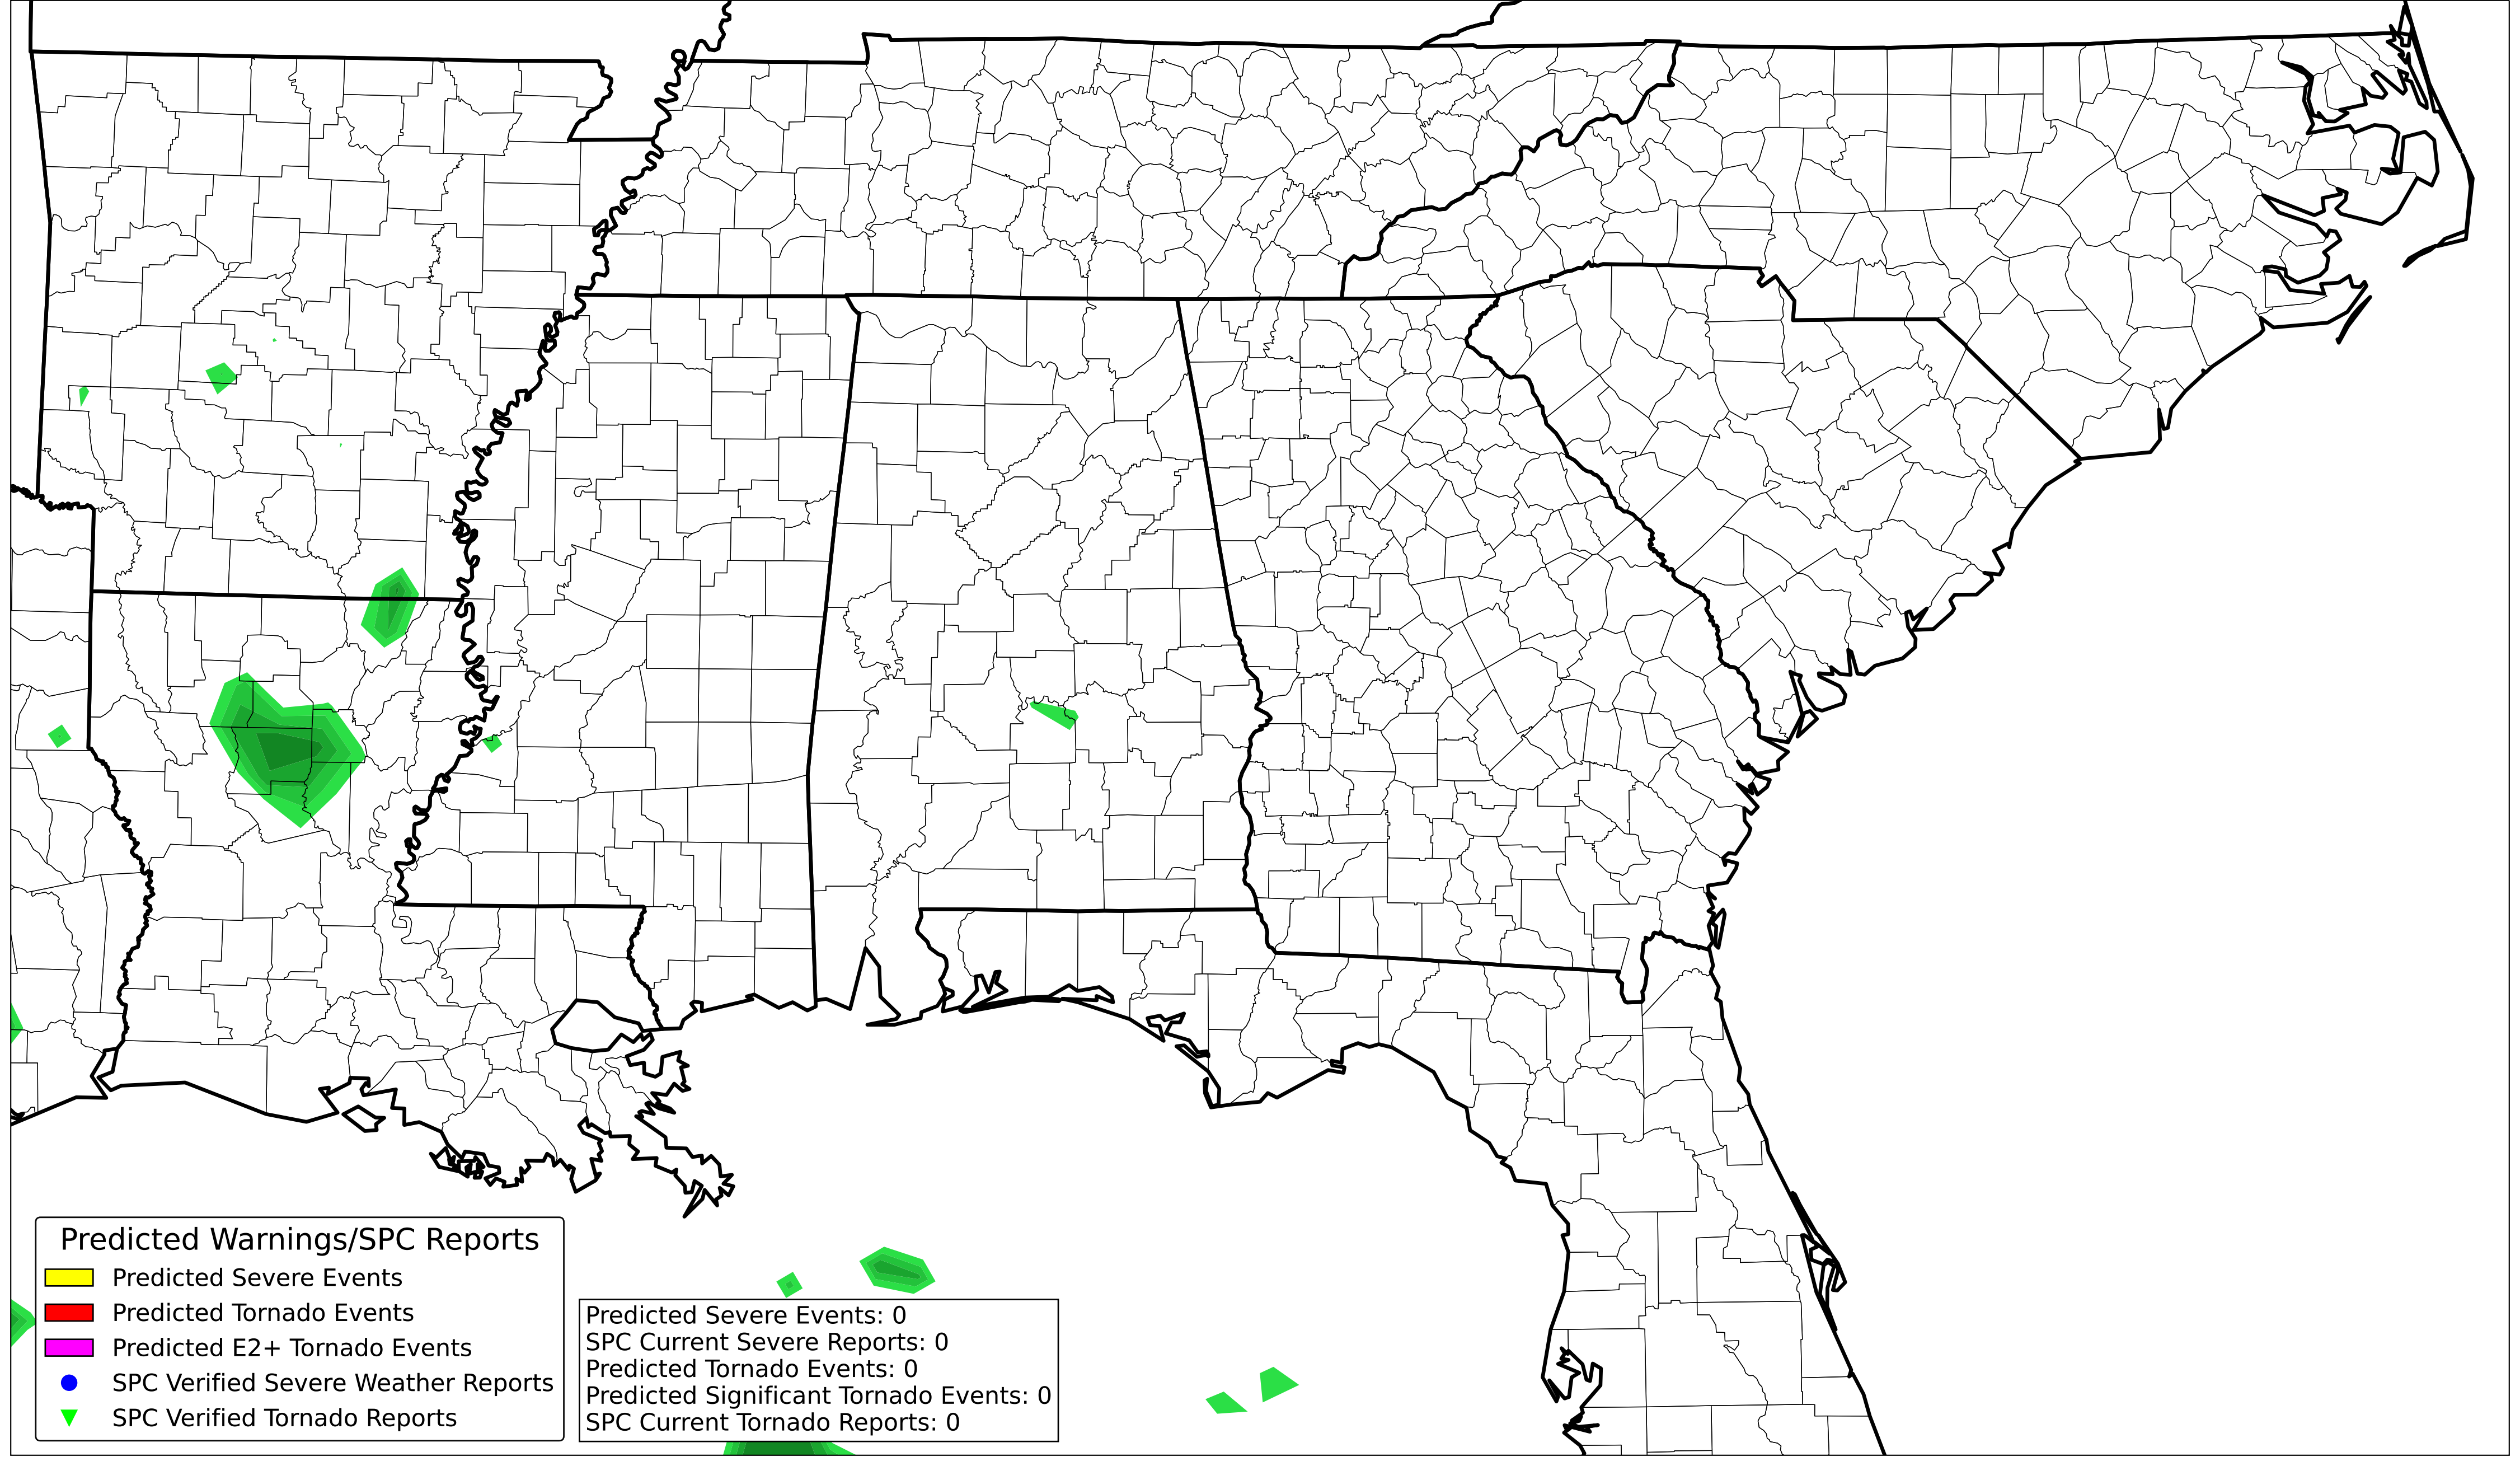 Predicted Warnings/SPC Reports
Predicted Severe Events
Predicted Tornado Events
Predicted E2+ Tornado Events
SPC Verified Severe Weather Reports
SPC Verified Tornado Reports
Predicted Severe Events: 0
SPC Current Severe Reports: 0
Predicted Tornado Events: 0
Predicted Significant Tornado Events: 0
SPC Current Tornado Reports: 0